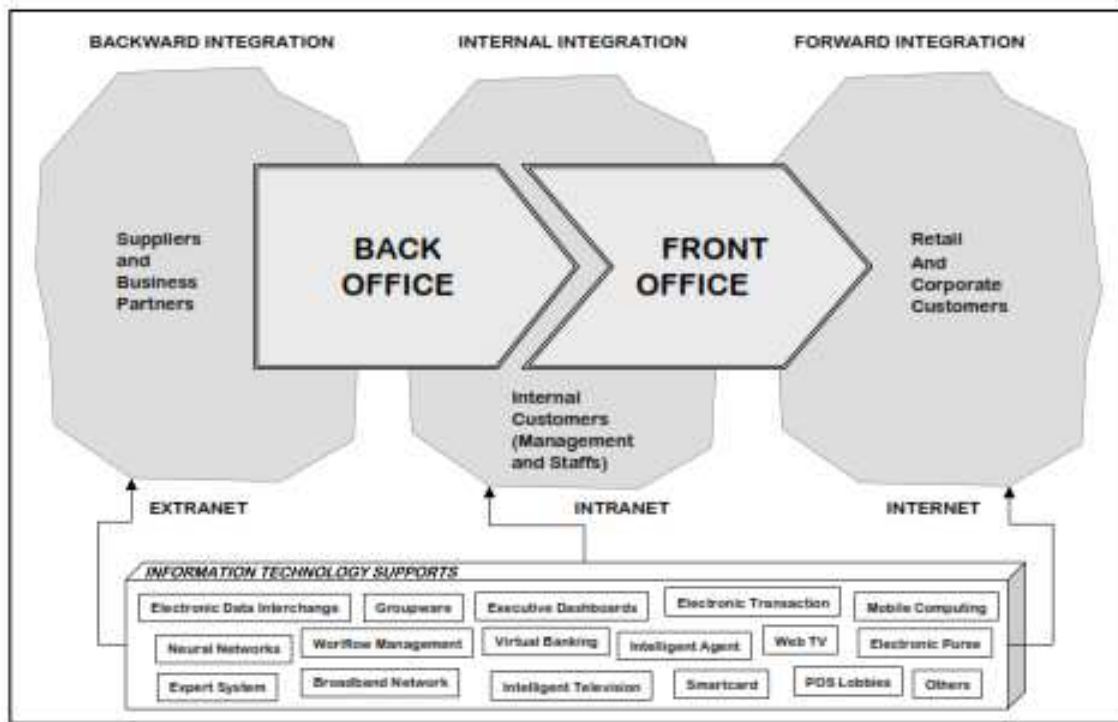 BACKWARD INTEGRATION
INTERNAL INTEGRATION
FORWARD INTEGRATION
Suppliers
and
Business
Partners
BACK
OFFICE
FRONT
OFFICE
Retail
And
Corporate
Customers
Internal
Customers
(Management
and Staffs)
EXTRANET
INTRANET
INTERNET
INFORMATION TECHNOLOGY SUPPORTS
Electronic Data Interchange
Groupware
Executive Dashboards
Electronic Transaction
Mobile Computing
Neural Networks
Worflow Management
Virtual Banking
Intelligent Agent
Web TV
Electronic Purse
Expert System
Broadband Network
Intelligent Television
Smartcard
POS Lobbies
Others